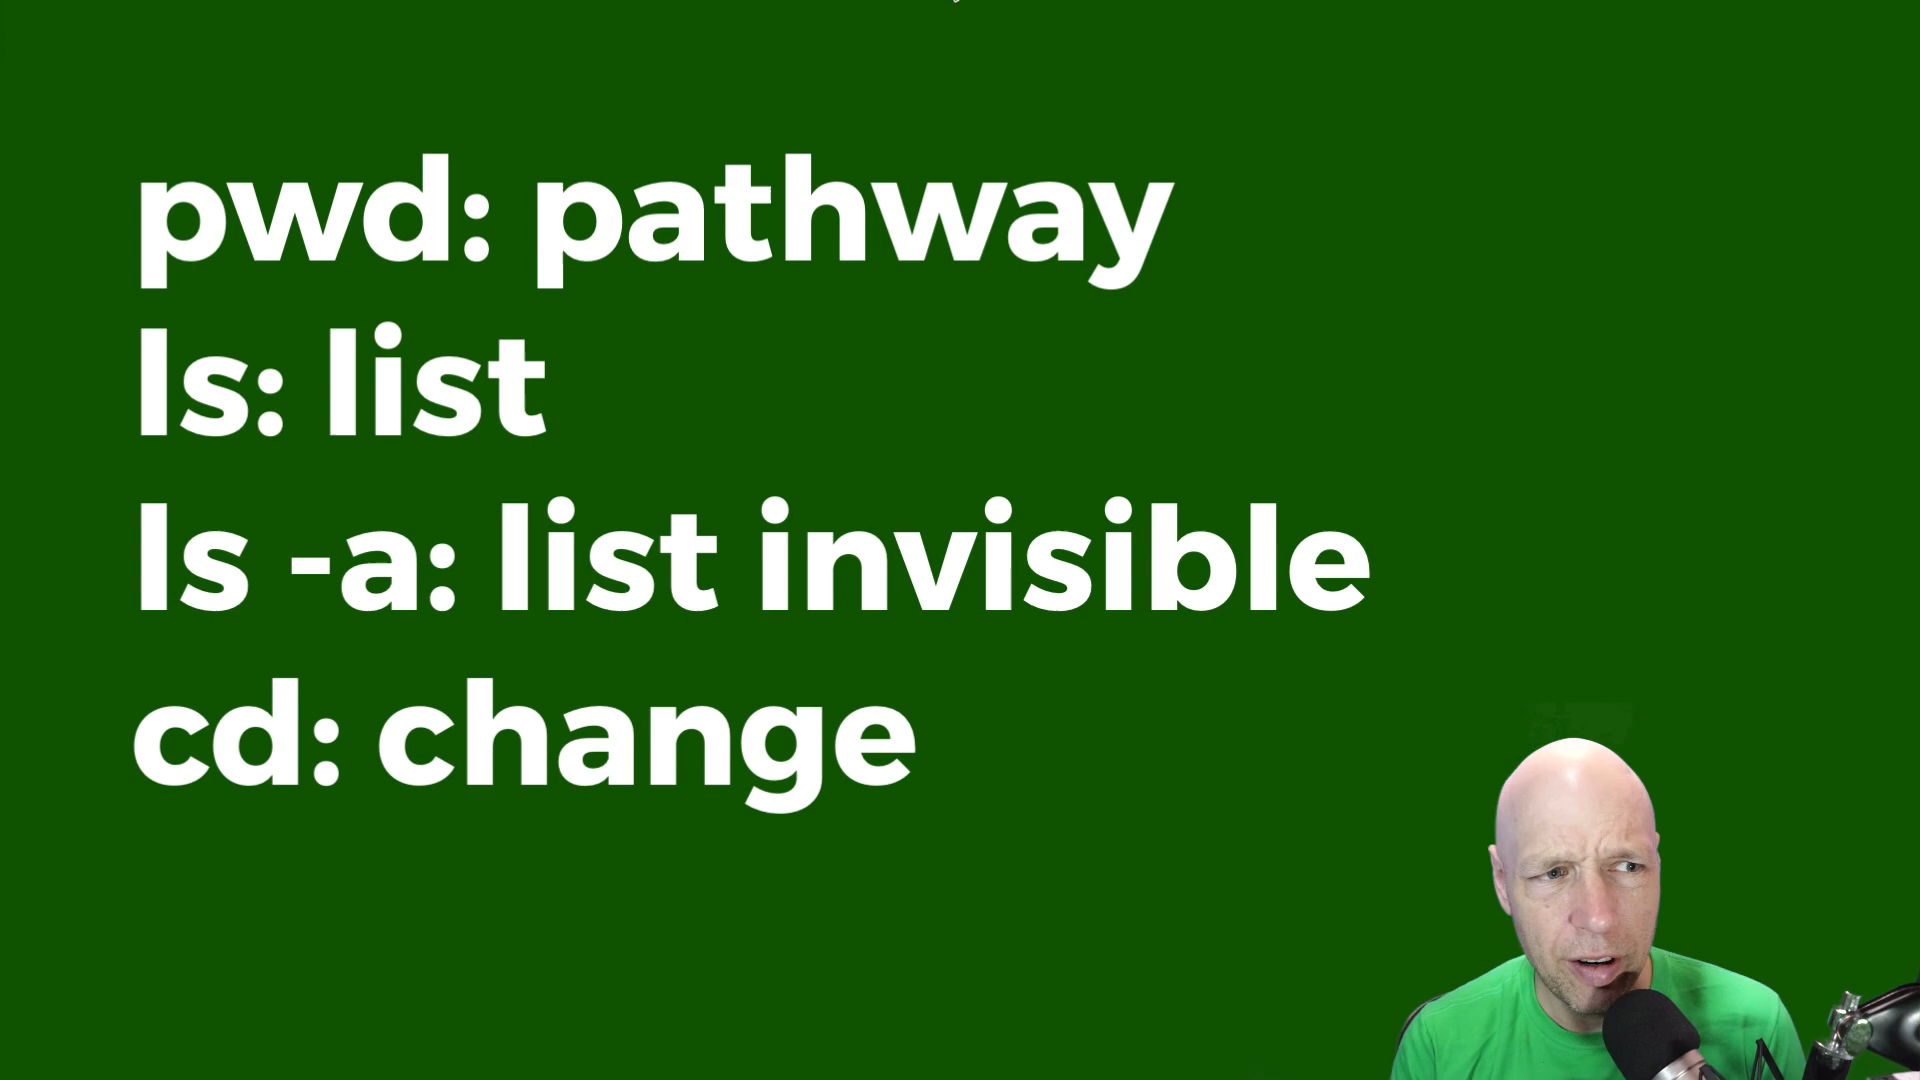 pwd: pathway
ls: list
ls -a: list invisible
cd: change